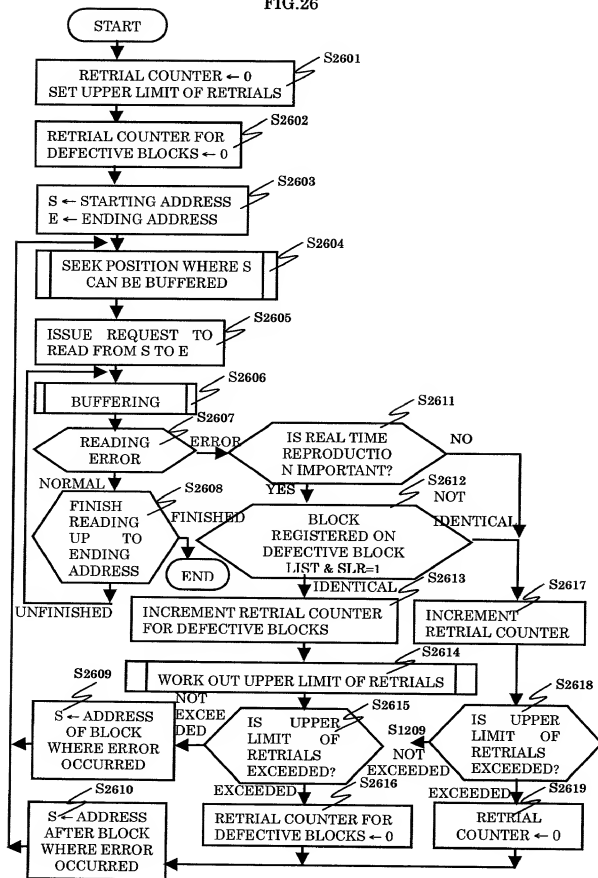 FIG.26
START
S2601
RETRIAL COUNTER ← 0
SET UPPER LIMIT OF RETRIALS
S2602
RETRIAL COUNTER FOR
DEFECTIVE BLOCKS ← 0
S2603
S ← STARTING ADDRESS
E ← ENDING ADDRESS
S2604
SEEK POSITION WHERE S
CAN BE BUFFERED
S2605
ISSUE REQUEST TO
READ FROM S TO E
S2606
BUFFERING
S2607
READING
ERROR
ERROR
NORMAL
S2611
IS REAL TIME
REPRODUCTIO
N IMPORTANT?
NO
YES
S2608
FINISH
READING
UP TO
ENDING
ADDRESS
FINISHED
END
UNFINISHED
S2612
BLOCK
REGISTERED ON
DEFECTIVE BLOCK
LIST & SLR=1
NOT
IDENTICAL
IDENTICAL
S2613
INCREMENT RETRIAL COUNTER
FOR DEFECTIVE BLOCKS
S2617
INCREMENT
RETRIAL COUNTER
S2614
WORK OUT UPPER LIMIT OF RETRIALS
S2609
S ← ADDRESS
OF BLOCK
WHERE ERROR
OCCURRED
NOT
EXCEE
DED
S2615
IS UPPER
LIMIT OF
RETRIALS
EXCEEDED?
EXCEEDED
S1209
NOT
EXCEEDED
S2618
IS UPPER
LIMIT OF
RETRIALS
EXCEEDED?
EXCEEDED
S2610
S ← ADDRESS
AFTER BLOCK
WHERE ERROR
OCCURRED
S2616
RETRIAL COUNTER FOR
DEFECTIVE BLOCKS ← 0
S2619
RETRIAL
COUNTER ← 0